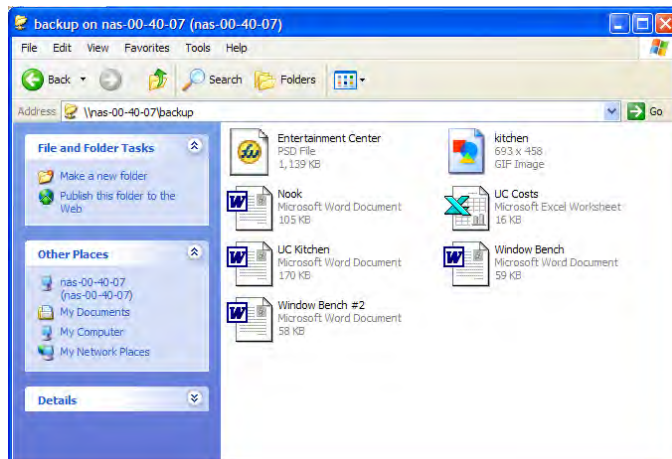 backup on nas-00-40-07 (nas-00-40-07)
File Edit View Favorites Tools Help
Back Search Folders
Address \\nas-00-40-07\backup Go
File and Folder Tasks
Make a new folder
Publish this folder to the
Web
Other Places
nas-00-40-07
(nas-00-40-07)
My Documents
My Computer
My Network Places
Details
Entertainment Center
PSD File
1,139 KB
kitchen
693 x 458
GIF Image
Nook
Microsoft Word Document
105 KB
UC Costs
Microsoft Excel Worksheet
16 KB
UC Kitchen
Microsoft Word Document
170 KB
Window Bench
Microsoft Word Document
59 KB
Window Bench #2
Microsoft Word Document
58 KB